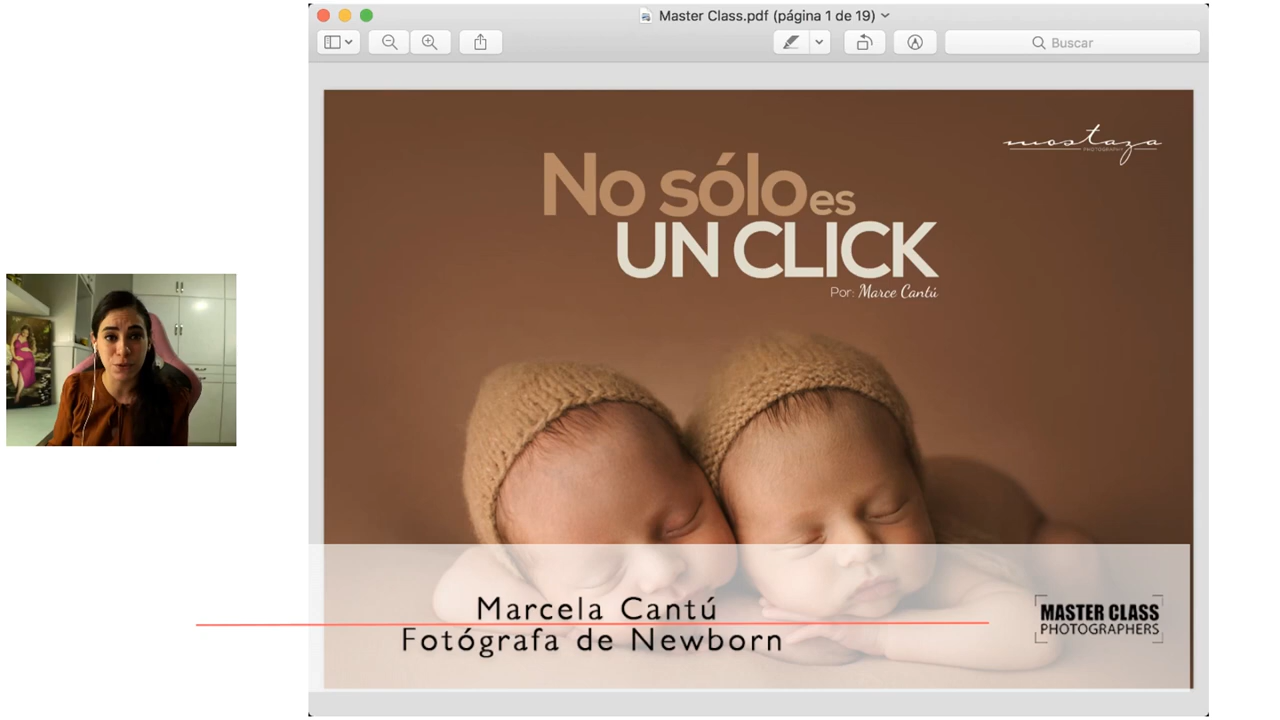 Master Class.pdf (página 1 de 19)
Buscar
mostaza
PHOTOGRAPHY
No sólo es
UN CLICK
Por: Marce Cantú
Marcela Cantú
Fotógrafa de Newborn
MASTER CLASS
PHOTOGRAPHERS